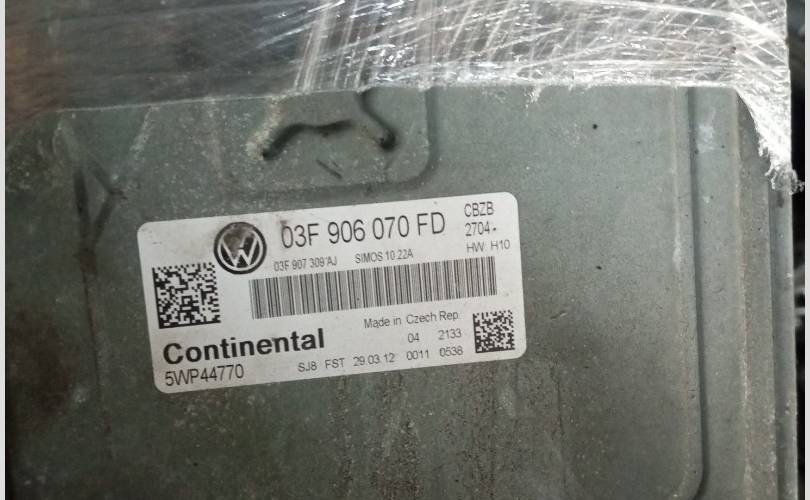 03F 906 070 FD
CBZB
2704-
03F 907 309 AJ SIMOS 10.22A HW: H10
Continental
5WP44770
Made in Czech Rep.
04 2133
SJ8 FST 29.03.12 0011 0538